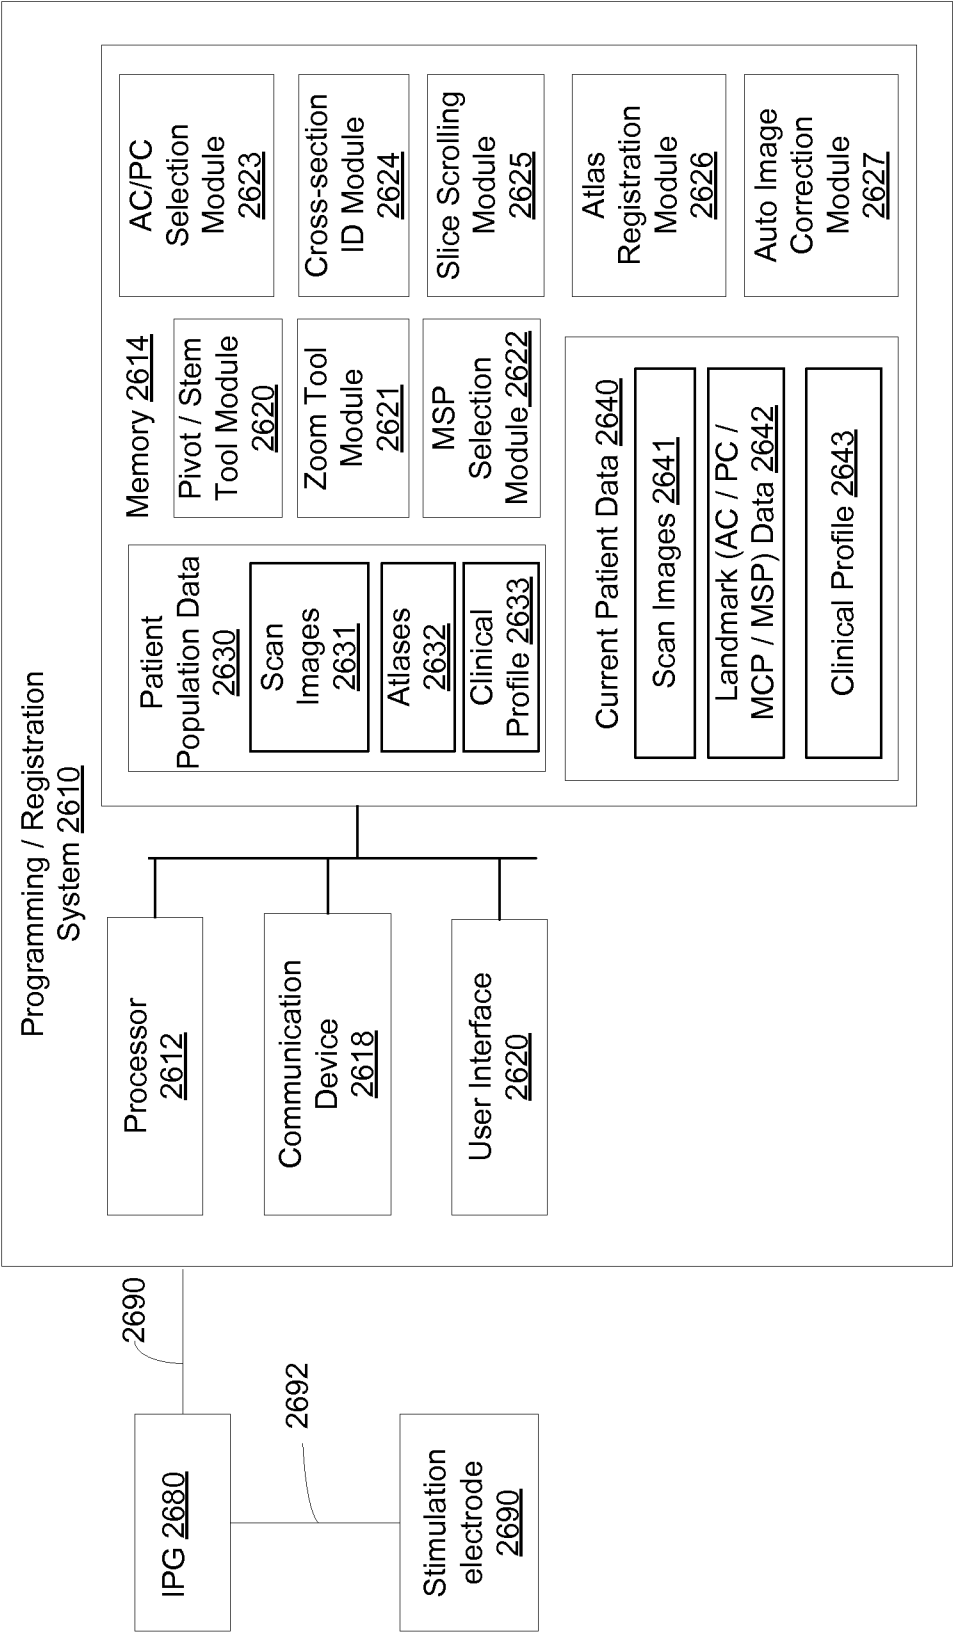 Programming / Registration
System 2610
IPG 2680
2690
2692
Stimulation
electrode
2690
Processor
2612
Communication
Device
2618
User Interface
2620
Memory 2614
Patient
Population Data
2630
Scan
Images
2631
Atlases
2632
Clinical
Profile 2633
Pivot / Stem
Tool Module
2620
Zoom Tool
Module
2621
MSP
Selection
Module 2622
AC/PC
Selection
Module
2623
Cross-section
ID Module
2624
Slice Scrolling
Module
2625
Atlas
Registration
Module
2626
Auto Image
Correction
Module
2627
Current Patient Data 2640
Scan Images 2641
Landmark (AC / PC /
MCP / MSP) Data 2642
Clinical Profile 2643